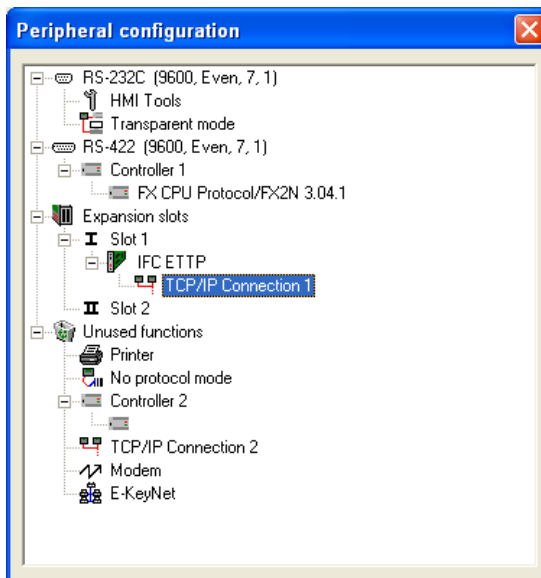 Peripheral configuration
RS-232C (9600, Even, 7, 1)
HMI Tools
Transparent mode
RS-422 (9600, Even, 7, 1)
Controller 1
FX CPU Protocol/FX2N 3.04.1
Expansion slots
I Slot 1
IFC ETTP
TCP/IP Connection 1
II Slot 2
Unused functions
Printer
No protocol mode
Controller 2
TCP/IP Connection 2
Modem
E-KeyNet